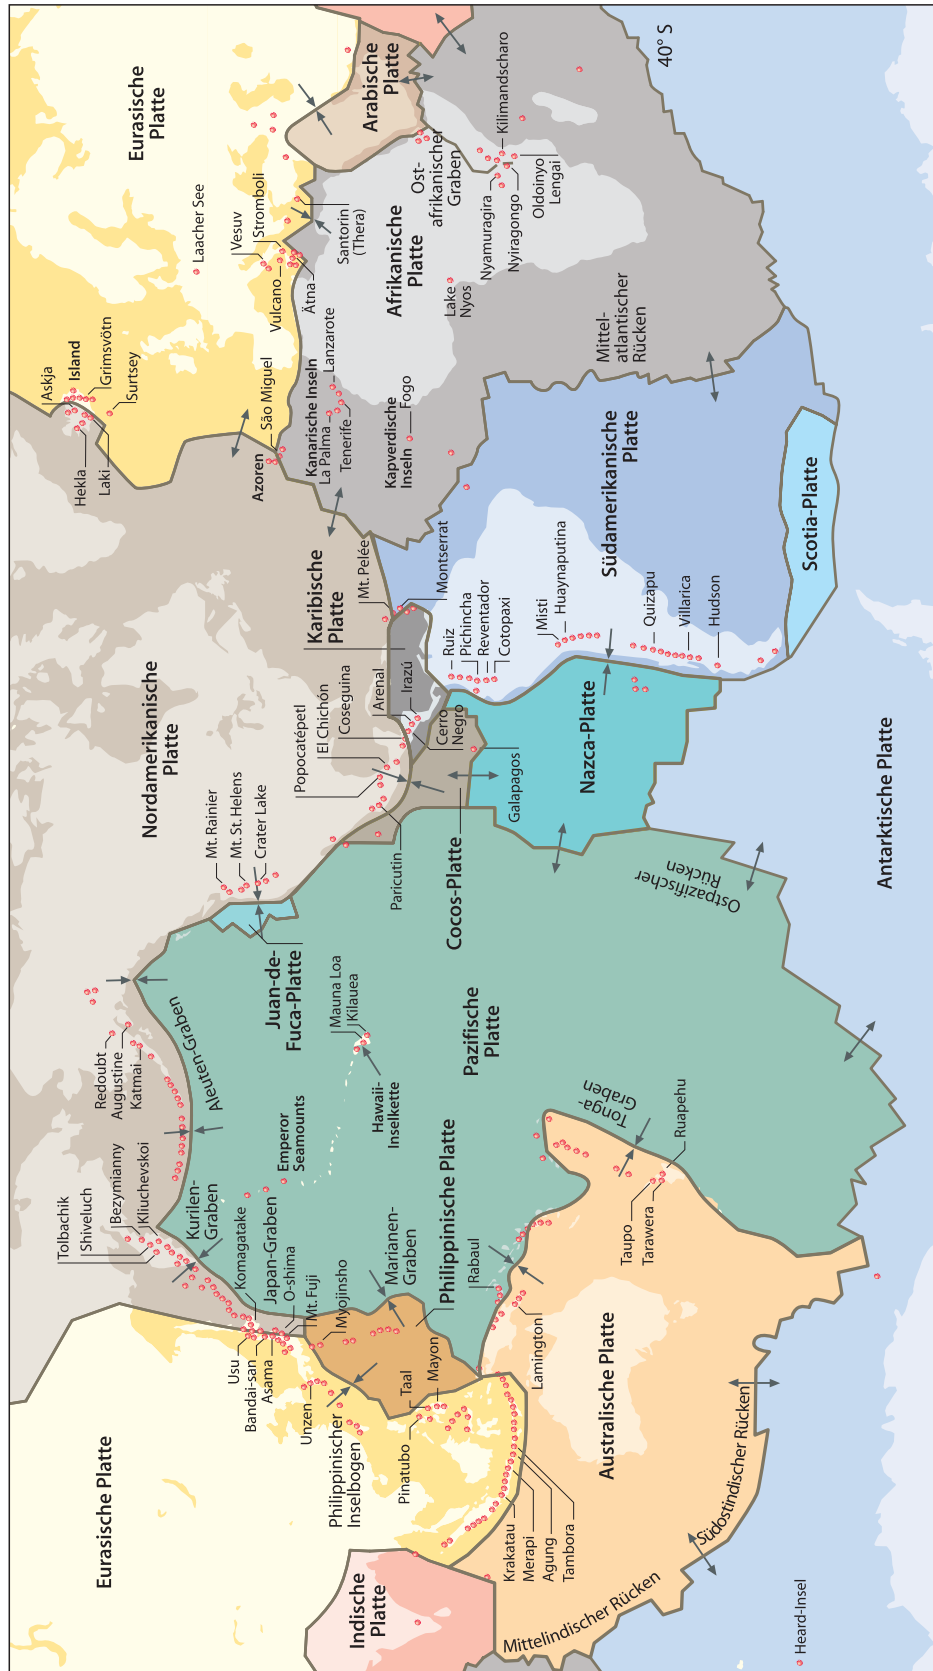 Eurasische Platte
Indische
Platte
Mittelindischer Rücken
Südostindischer Rücken
Heard-Insel
Krakatau
Merapi
Agung
Tambora
Philippinischer
Inselbogen
Pinatubo
Unzen
Usu
Bandai-san
Asama
Taal
Mayon
Australische Platte
Lamington
Rabaul
Philippinische Platte
Marianen-
Graben
Myojinsho
Mt. Fuji
O-shima
Japan-Graben
Komagatake
Kurilen-
Graben
Tolbachik
Shiveluch
Bezymianny
Kliuchevskoi
Emperor
Seamounts
Hawaii-
Inselkette
Mauna Loa
Kilauea
Taupo
Tarawera
Ruapehu
Tonga-
Graben
Redoubt
Augustine
Katmai
Aleuten-Graben
Pazifische
Platte
Juan-de-
Fuca-Platte
Mt. Rainier
Mt. St. Helens
Crater Lake
Nordamerikanische
Platte
Ostpazifischer
Rücken
Antarktische Platte
Cocos-Platte
Paricutin
Popocatépetl
El Chichón
Coseguina
Arenal
Irazú
Cerro
Negro
Galapagos
Nazca-Platte
Karibische
Platte
Mt. Pelée
Montserrat
Ruiz
Pichincha
Reventador
Cotopaxi
Misti
Huaynaputina
Quizapu
Villarica
Hudson
Südamerikanische
Platte
Scotia-Platte
Hekla
Laki
Askja
Island
Grimsvötn
Surtsey
Azoren
São Miguel
Kanarische Inseln
La Palma
Lanzarote
Tenerife
Kapverdische
Inseln
Fogo
Mittel-
atlantischer
Rücken
Laacher See
Vesuv
Stromboli
Vulcano
Ätna
Santorin
(Thera)
Eurasische
Platte
Afrikanische
Platte
Lake
Nyos
Arabische
Platte
Ost-
afrikanischer
Graben
Nyamuragira
Nyiragongo
Kilimandscharo
Oldoinyo
Lengai
40° S